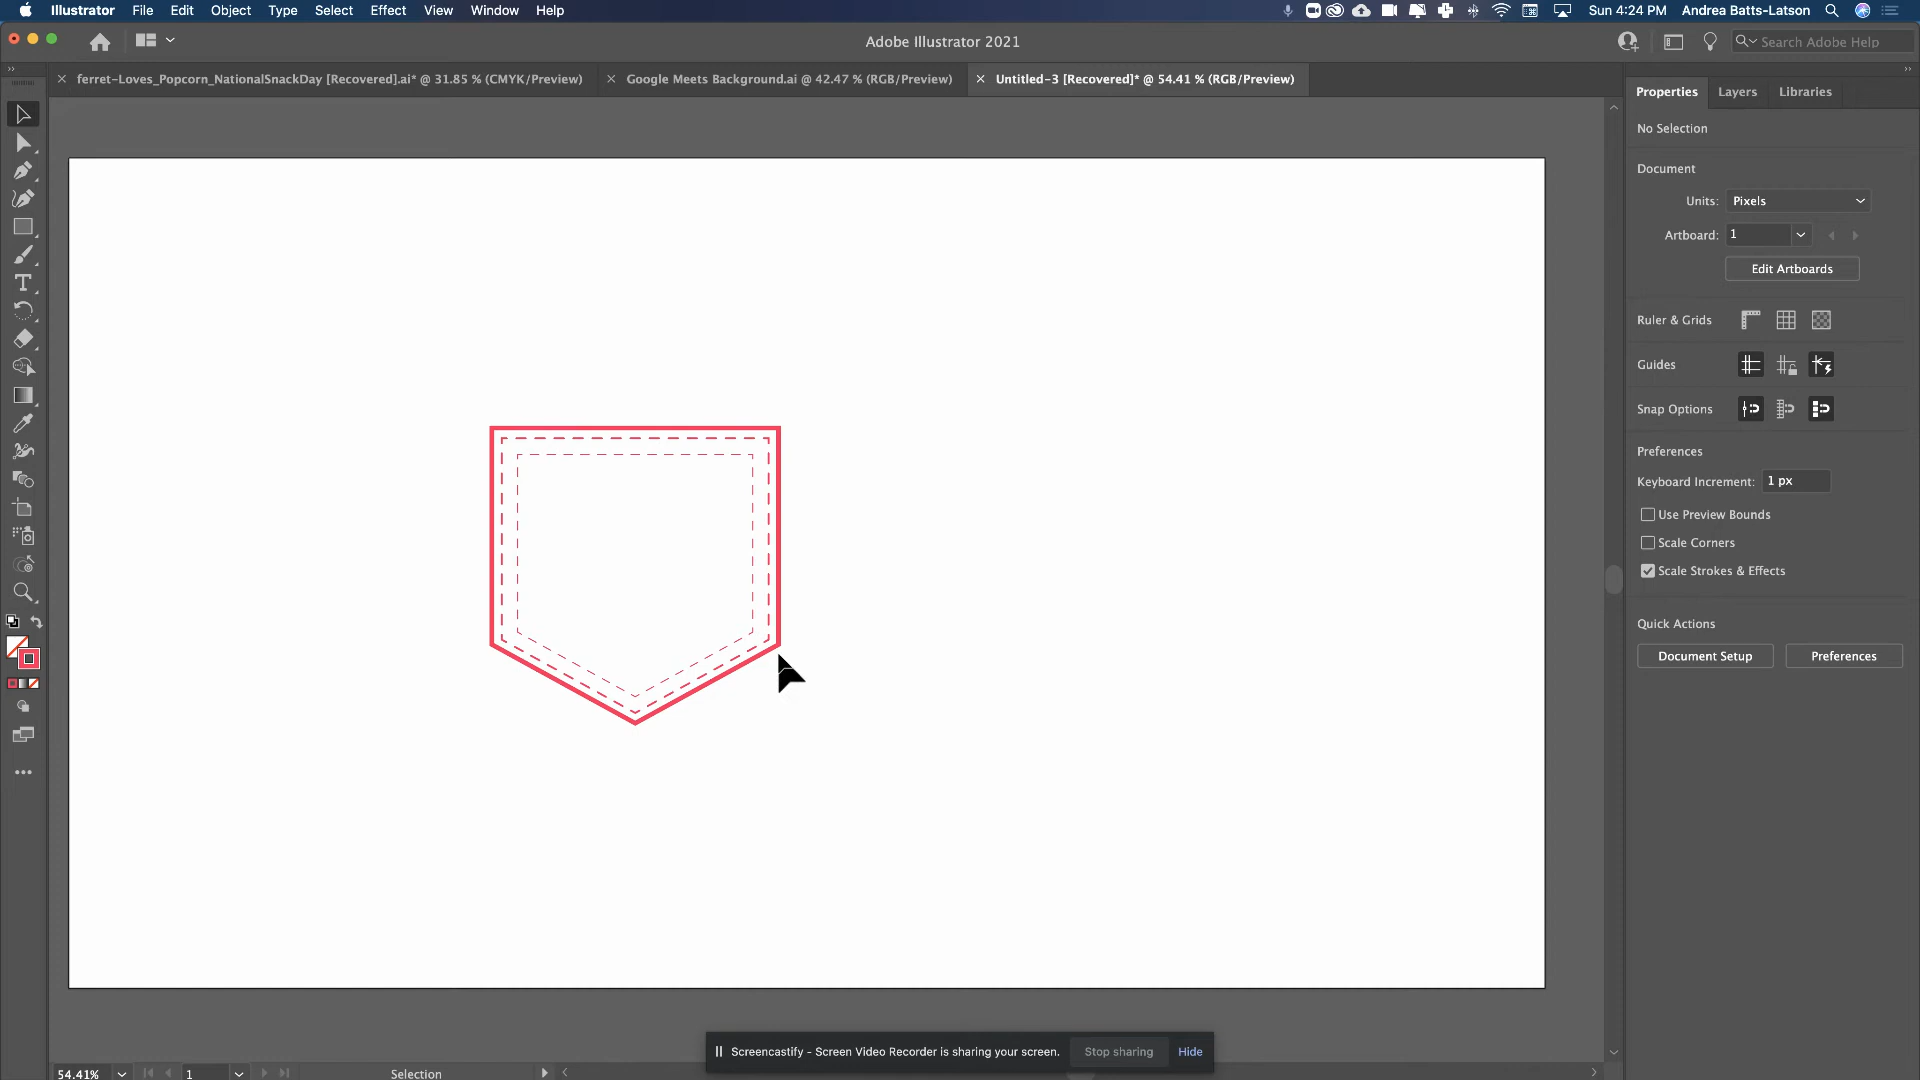 Illustrator File Edit Object Type Select Effect View Window Help
Sun 4:24 PM Andrea Batts-Latson
Adobe Illustrator 2021
Search Adobe Help
ferret-Loves_Popcorn_NationalSnackDay [Recovered].ai* @ 31.85 % (CMYK/Preview)
Google Meets Background.ai @ 42.47 % (RGB/Preview)
Untitled-3 [Recovered]* @ 54.41 % (RGB/Preview)
Properties Layers Libraries
No Selection
Document
Units: Pixels
Artboard: 1
Edit Artboards
Ruler & Grids
Guides
Snap Options
Preferences
Keyboard Increment: 1 px
Use Preview Bounds
Scale Corners
Scale Strokes & Effects
Quick Actions
Document Setup Preferences
Screencastify - Screen Video Recorder is sharing your screen. Stop sharing Hide
54.41% 1 Selection